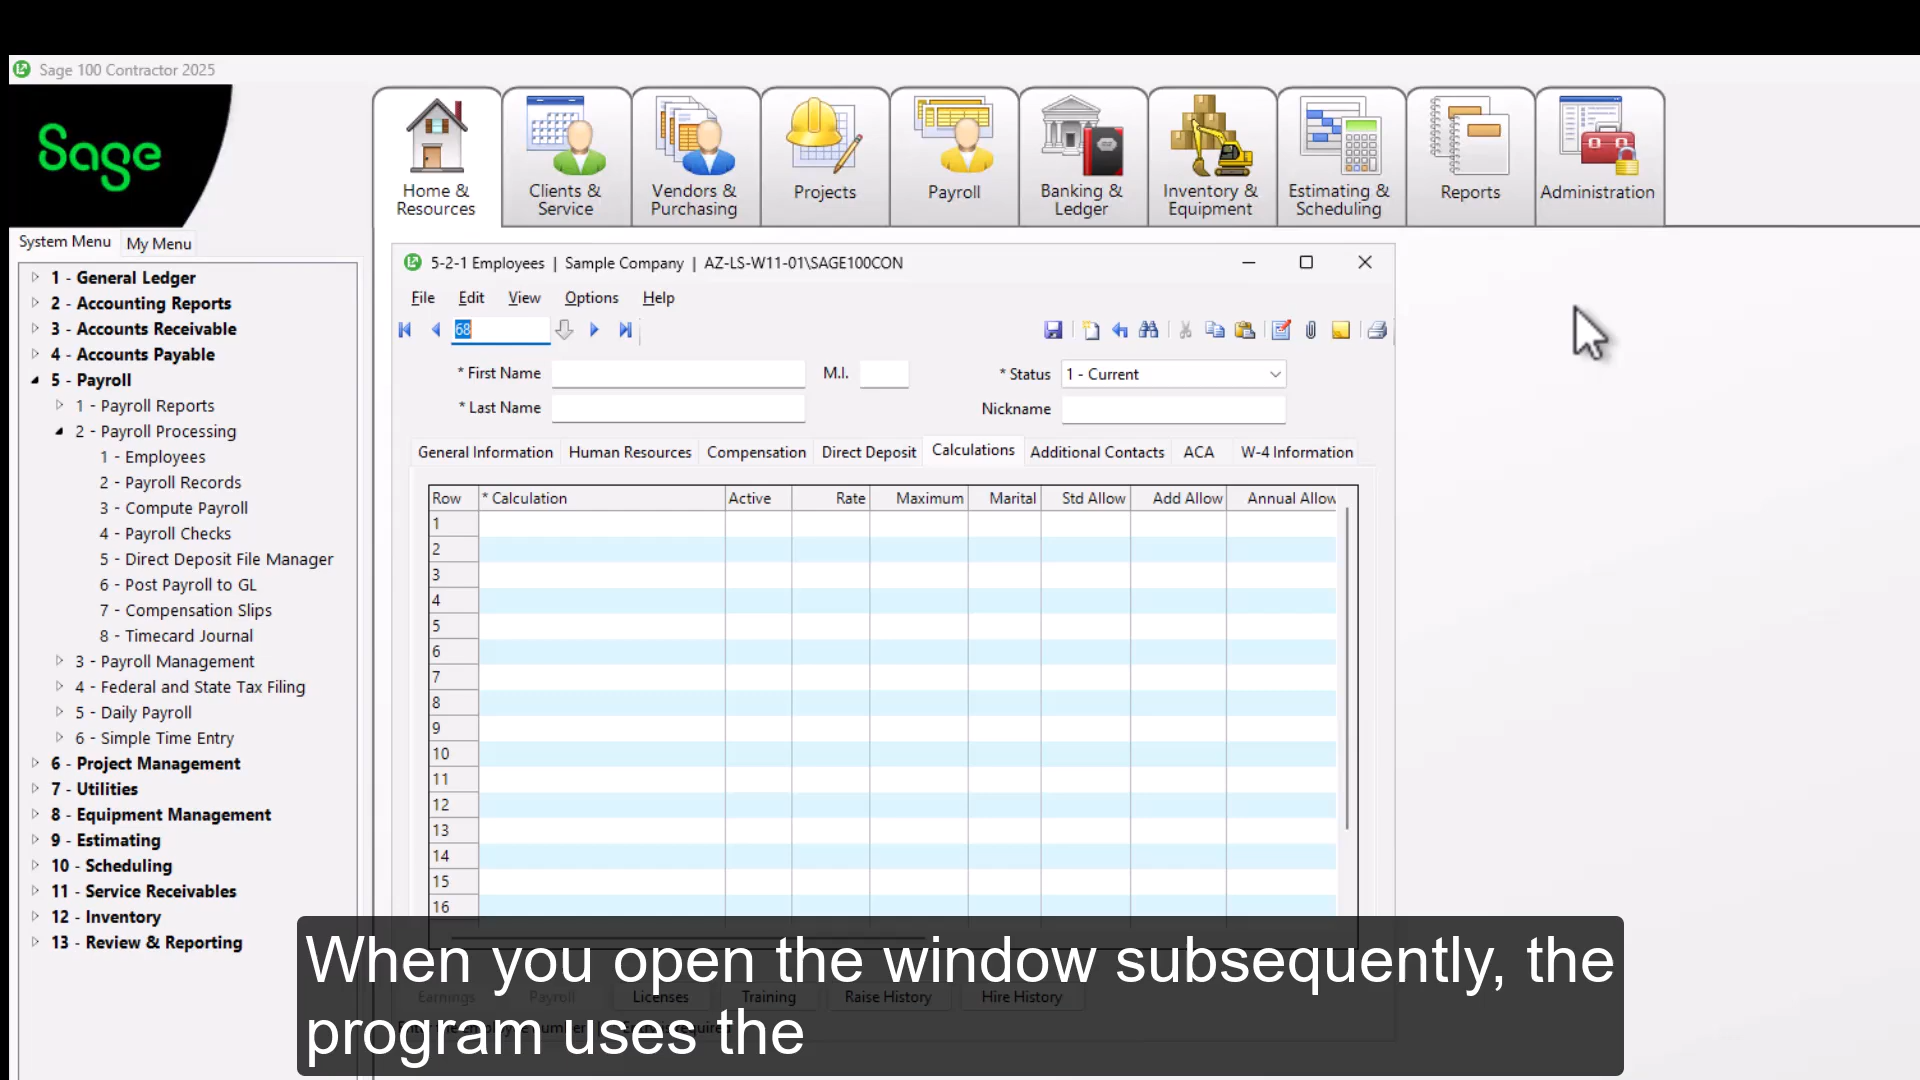 Sage 100 Contractor 2025
Sage
Home & Resources
Clients & Service
Vendors & Purchasing
Projects
Payroll
Banking & Ledger
Inventory & Equipment
Estimating & Scheduling
Reports
Administration
System Menu My Menu
1 - General Ledger
2 - Accounting Reports
3 - Accounts Receivable
4 - Accounts Payable
5 - Payroll
1 - Payroll Reports
2 - Payroll Processing
1 - Employees
2 - Payroll Records
3 - Compute Payroll
4 - Payroll Checks
5 - Direct Deposit File Manager
6 - Post Payroll to GL
7 - Compensation Slips
8 - Timecard Journal
3 - Payroll Management
4 - Federal and State Tax Filing
5 - Daily Payroll
6 - Simple Time Entry
6 - Project Management
7 - Utilities
8 - Equipment Management
9 - Estimating
10 - Scheduling
11 - Service Receivables
12 - Inventory
13 - Review & Reporting
5-2-1 Employees | Sample Company | AZ-LS-W11-01\SAGE100CON
File Edit View Options Help
68
* First Name M.I. * Status 1 - Current
* Last Name Nickname
General Information Human Resources Compensation Direct Deposit Calculations Additional Contacts ACA W-4 Information
Row * Calculation Active Rate Maximum Marital Std Allow Add Allow Annual Allow
1
2
3
4
5
6
7
8
9
10
11
12
13
14
15
16
Earnings Payroll Licenses Training Raise History Hire History
When you open the window subsequently, the
program uses the